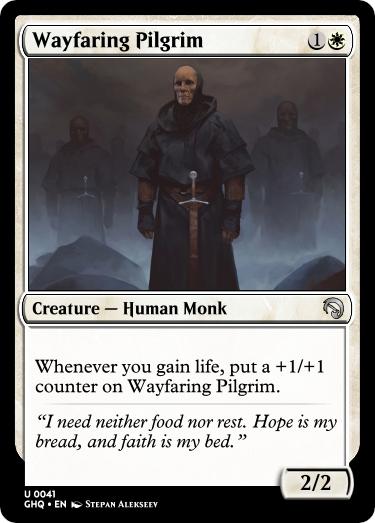 Wayfaring Pilgrim 1
Creature — Human Monk
Whenever you gain life, put a +1/+1
counter on Wayfaring Pilgrim.
“I need neither food nor rest. Hope is my
bread, and faith is my bed.”
2/2
U 0041
GHQ • EN Stepan Alekseev